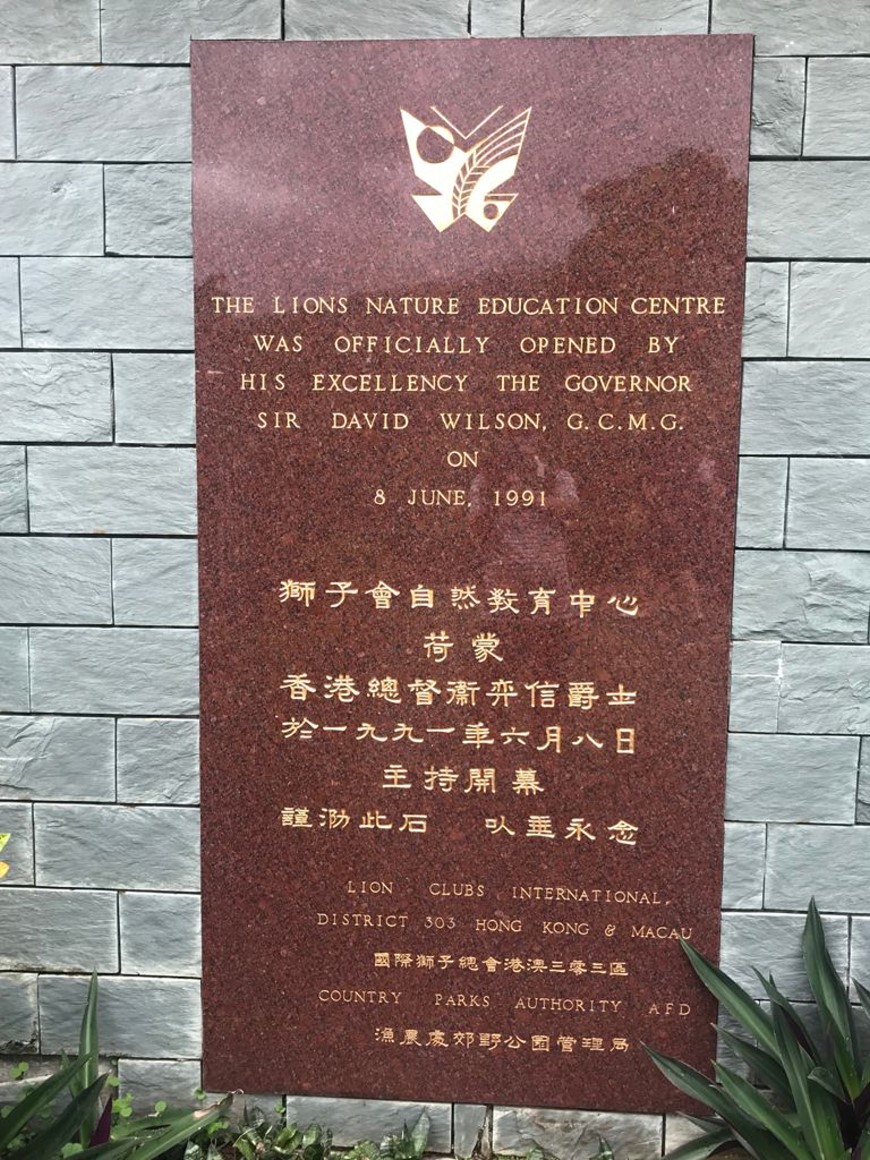 THE LIONS NATURE EDUCATION CENTRE
WAS OFFICIALLY OPENED BY
HIS EXCELLENCY THE GOVERNOR
SIR DAVID WILSON, G.C.M.G.
ON
8 JUNE, 1991
獅子會自然教育中心
荷蒙
香港總督衞奕信爵士
於一九九一年六月八日
主持開幕
謹泐此石 以垂永念
LION CLUBS INTERNATIONAL,
DISTRICT 303 HONG KONG & MACAU
國際獅子總會港澳三零三區
COUNTRY PARKS AUTHORITY AFD
漁農處郊野公園管理局